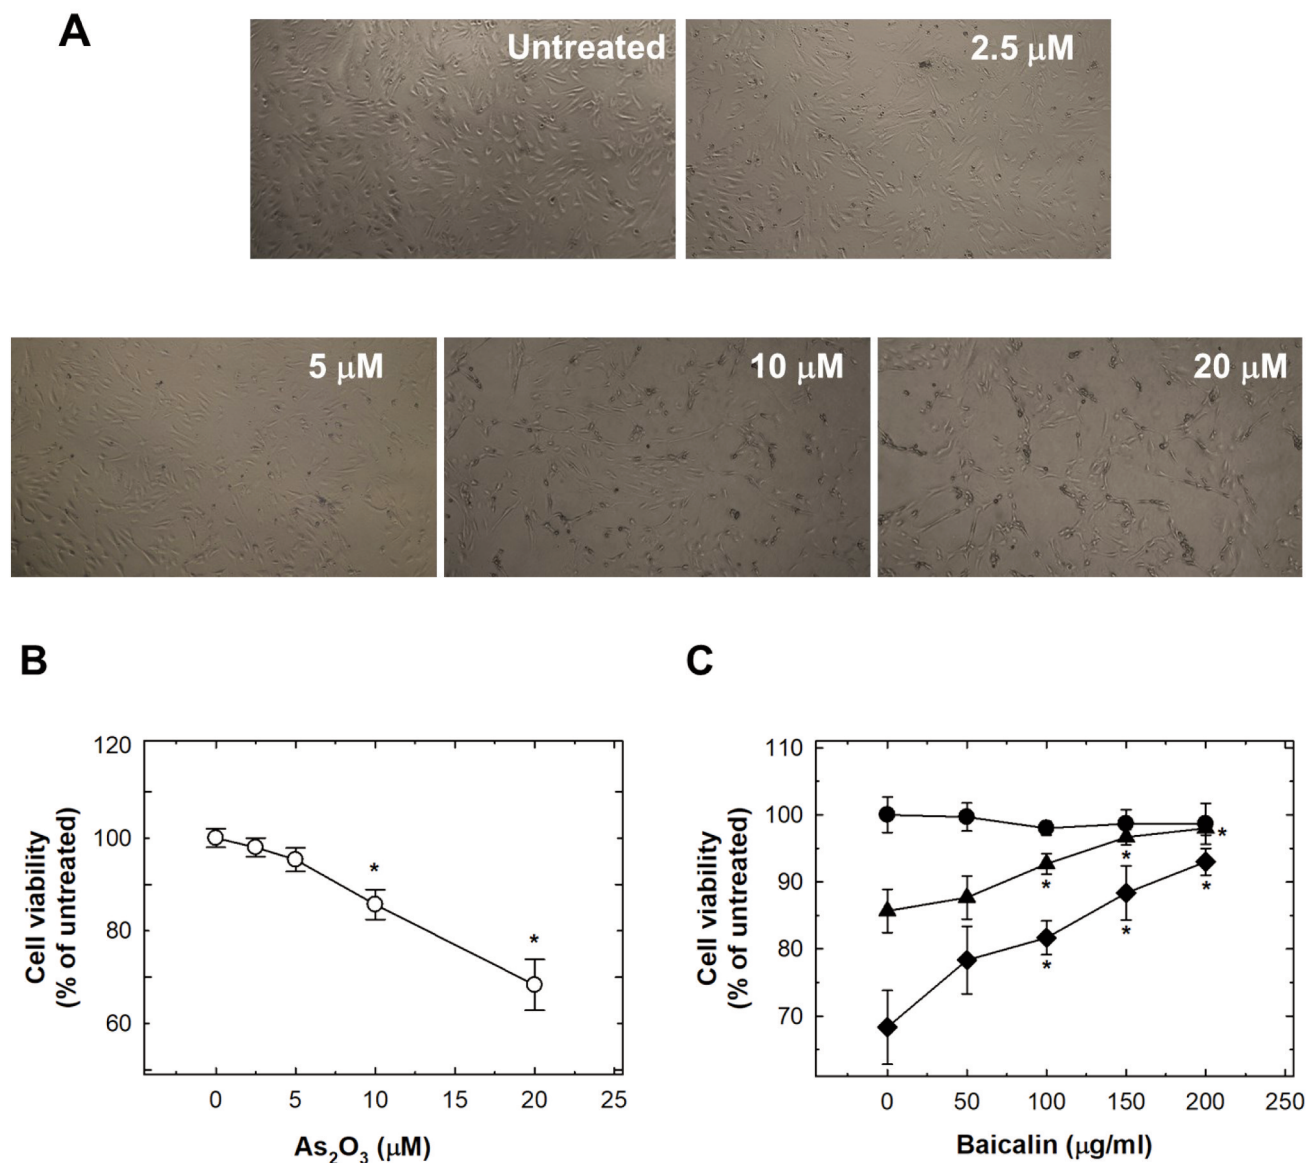 A
Untreated
2.5 μM
5 μM
10 μM
20 μM
B
C
120
100
80
60
Cell viability
(% of untreated)
*
*
0
5
10
15
20
25
As₂O₃ (μM)
110
100
90
80
70
Cell viability
(% of untreated)
*
*
*
*
*
*
0
50
100
150
200
250
Baicalin (μg/ml)